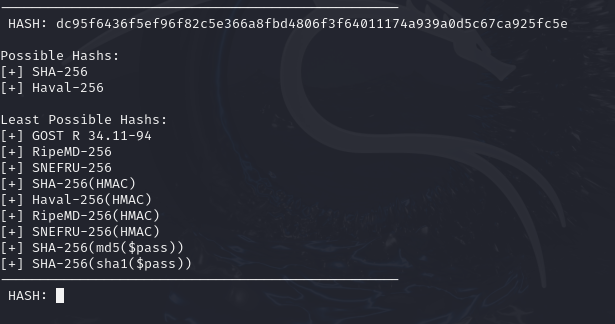 HASH: dc95f6436f5ef96f82c5e366a8fbd4806f3f64011174a939a0d5c67ca925fc5e
Possible Hashs:
[+] SHA-256
[+] Haval-256
Least Possible Hashs:
[+] GOST R 34.11-94
[+] RipeMD-256
[+] SNEFRU-256
[+] SHA-256(HMAC)
[+] Haval-256(HMAC)
[+] RipeMD-256(HMAC)
[+] SNEFRU-256(HMAC)
[+] SHA-256(md5($pass))
[+] SHA-256(sha1($pass))
HASH: